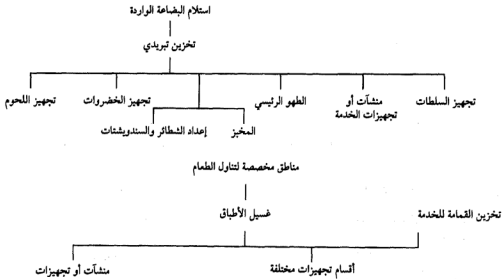 استلام البضاعة الواردة
تخزين تبريدي
تجهيز السلطات
منشآت أو
تجهيزات الخدمة
الطهو الرئيسي
تجهيز الخضروات
تجهيز اللحوم
المخبز
إعداد الشطائر والسندويشتات
مناطق مخصصة لتناول الطعام
تخزين القمامة للخدمة
غسيل الأطباق
أقسام تجهيزات مختلفة
منشآت أو تجهيزات